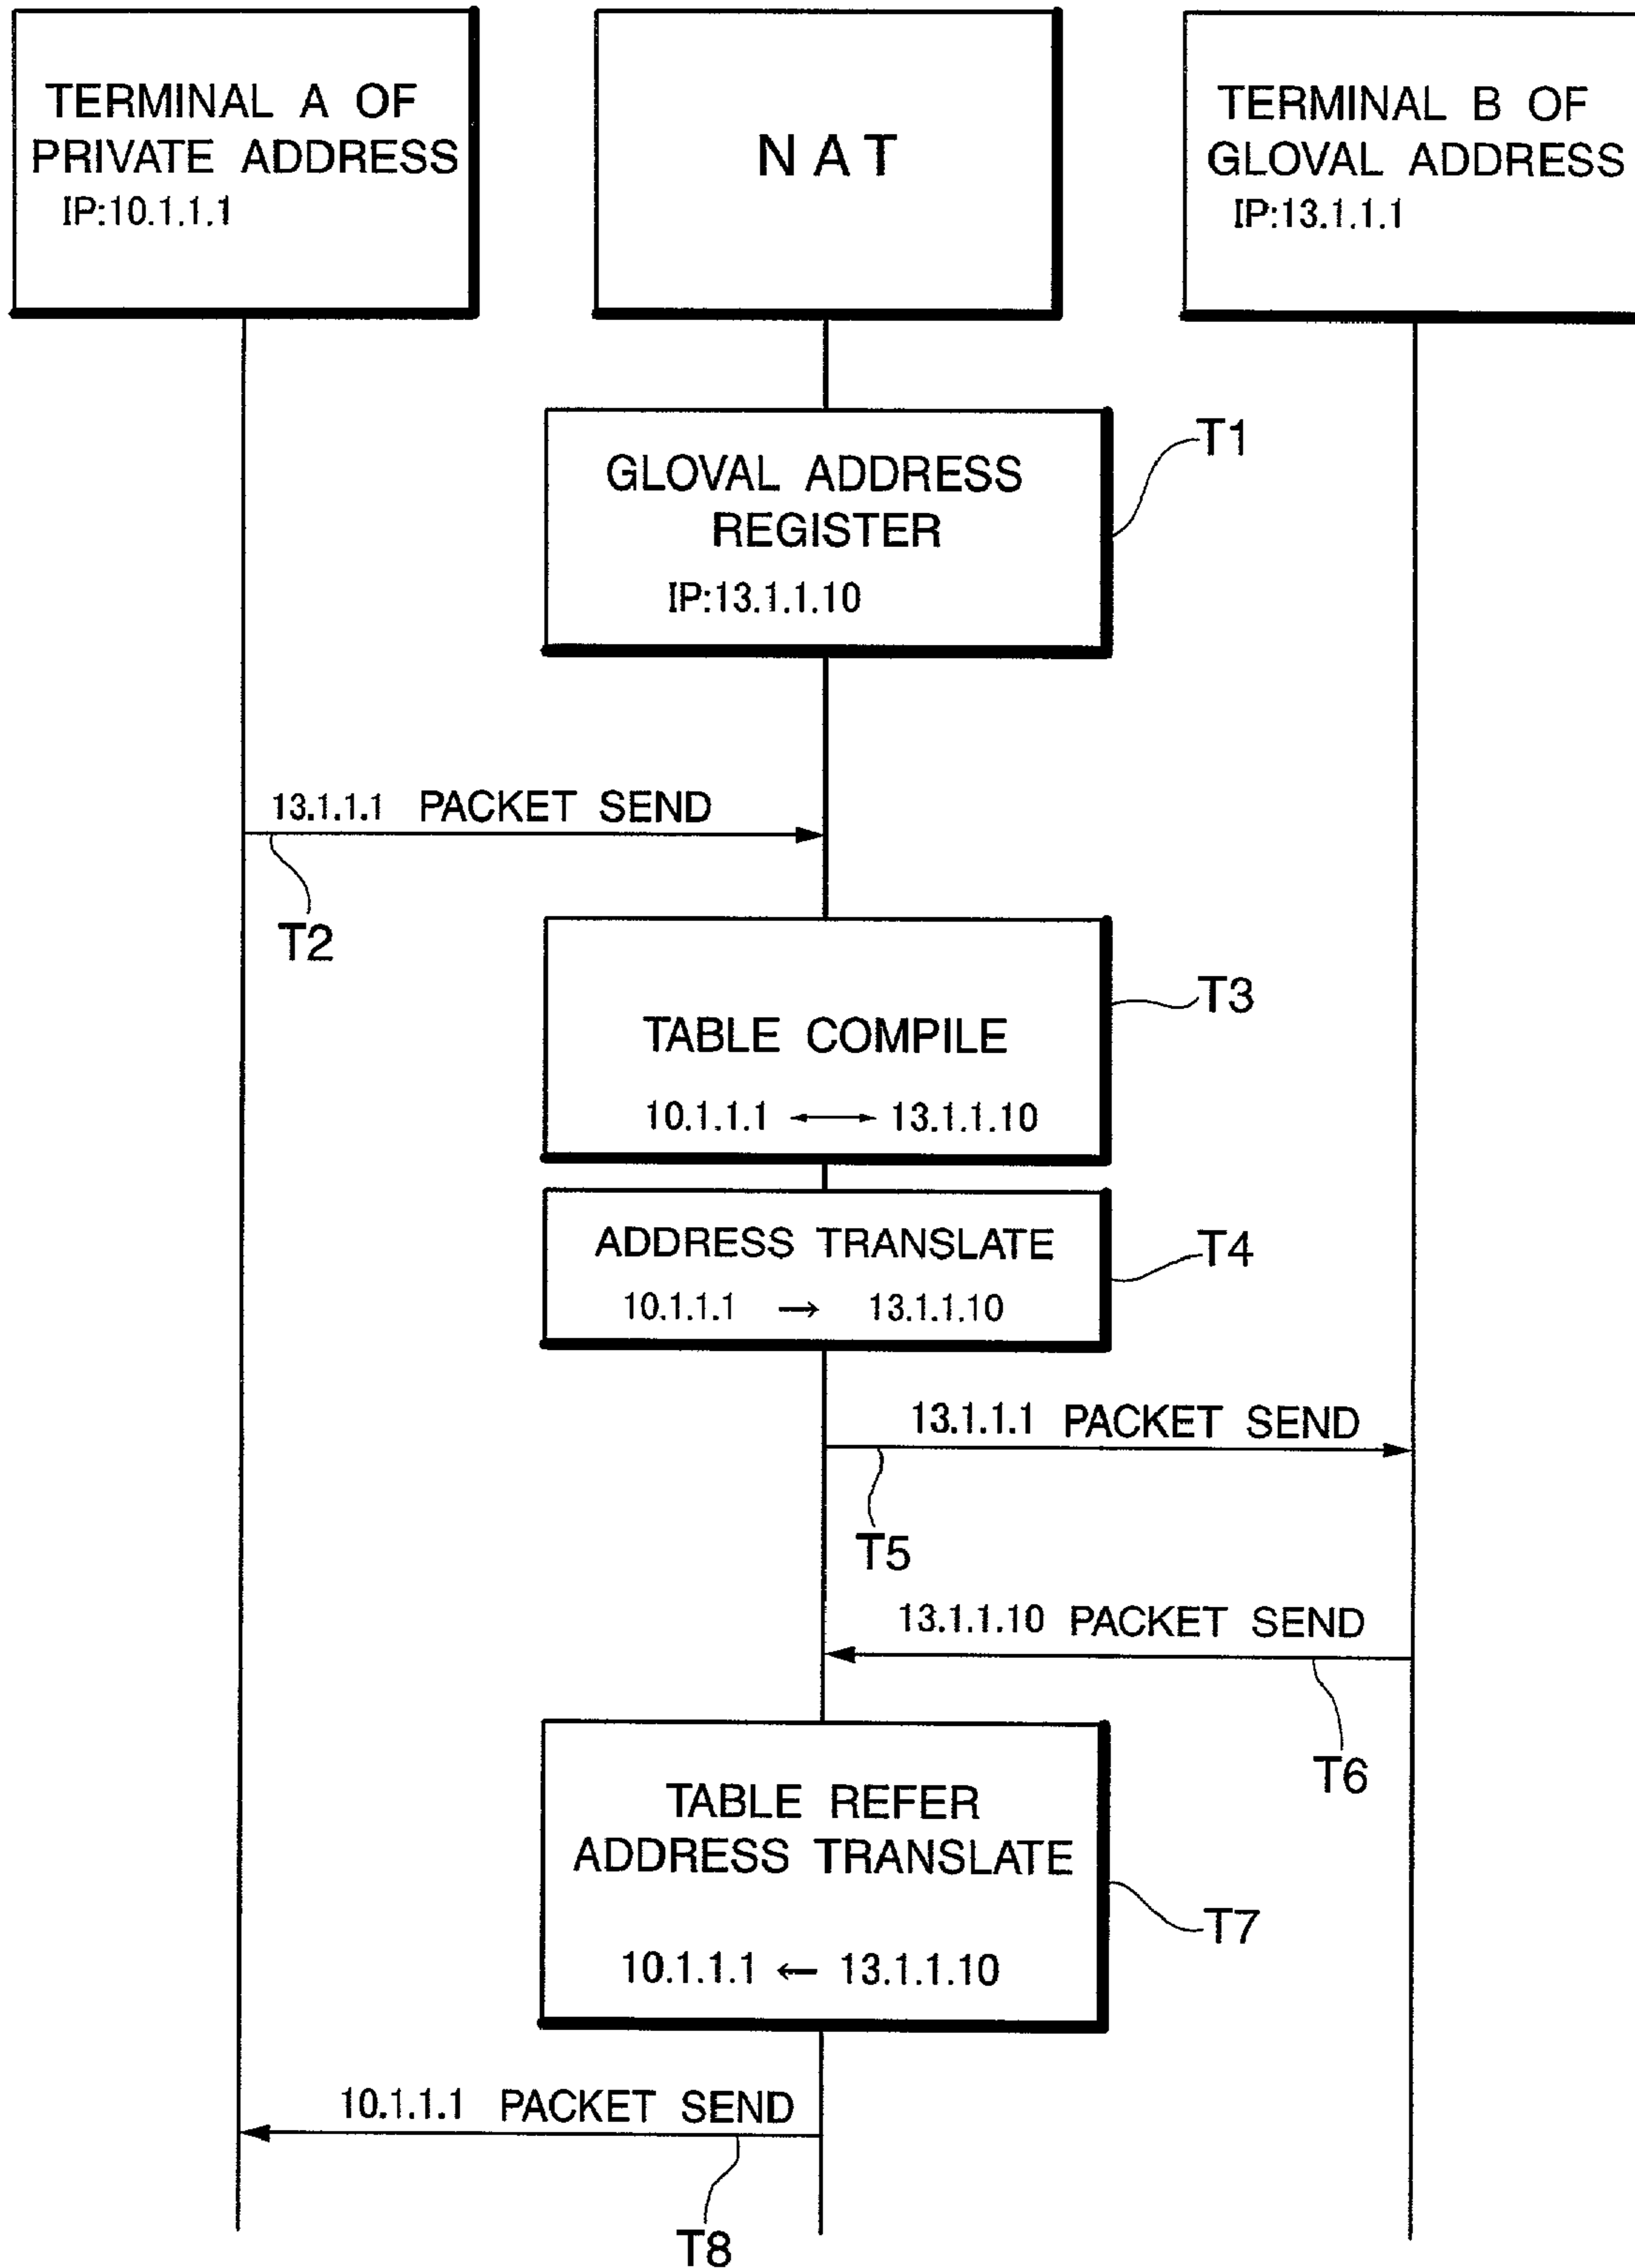 TERMINAL A OF
PRIVATE ADDRESS
IP:10.1.1.1
NAT
TERMINAL B OF
GLOVAL ADDRESS
IP:13.1.1.1
GLOVAL ADDRESS
REGISTER
IP:13.1.1.10
T1
13.1.1.1 PACKET SEND
T2
TABLE COMPILE
10.1.1.1 ↔ 13.1.1.10
T3
ADDRESS TRANSLATE
10.1.1.1 → 13.1.1.10
T4
13.1.1.1 PACKET SEND
T5
13.1.1.10 PACKET SEND
T6
TABLE REFER
ADDRESS TRANSLATE
10.1.1.1 ← 13.1.1.10
T7
10.1.1.1 PACKET SEND
T8